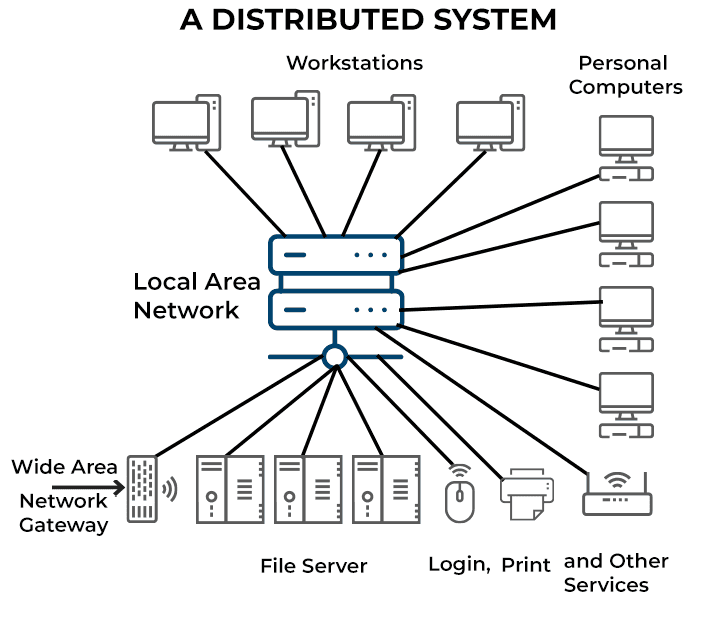 A DISTRIBUTED SYSTEM
Workstations
Personal
Computers
Local Area
Network
Wide Area
Network
Gateway
File Server
Login, Print and Other
Services